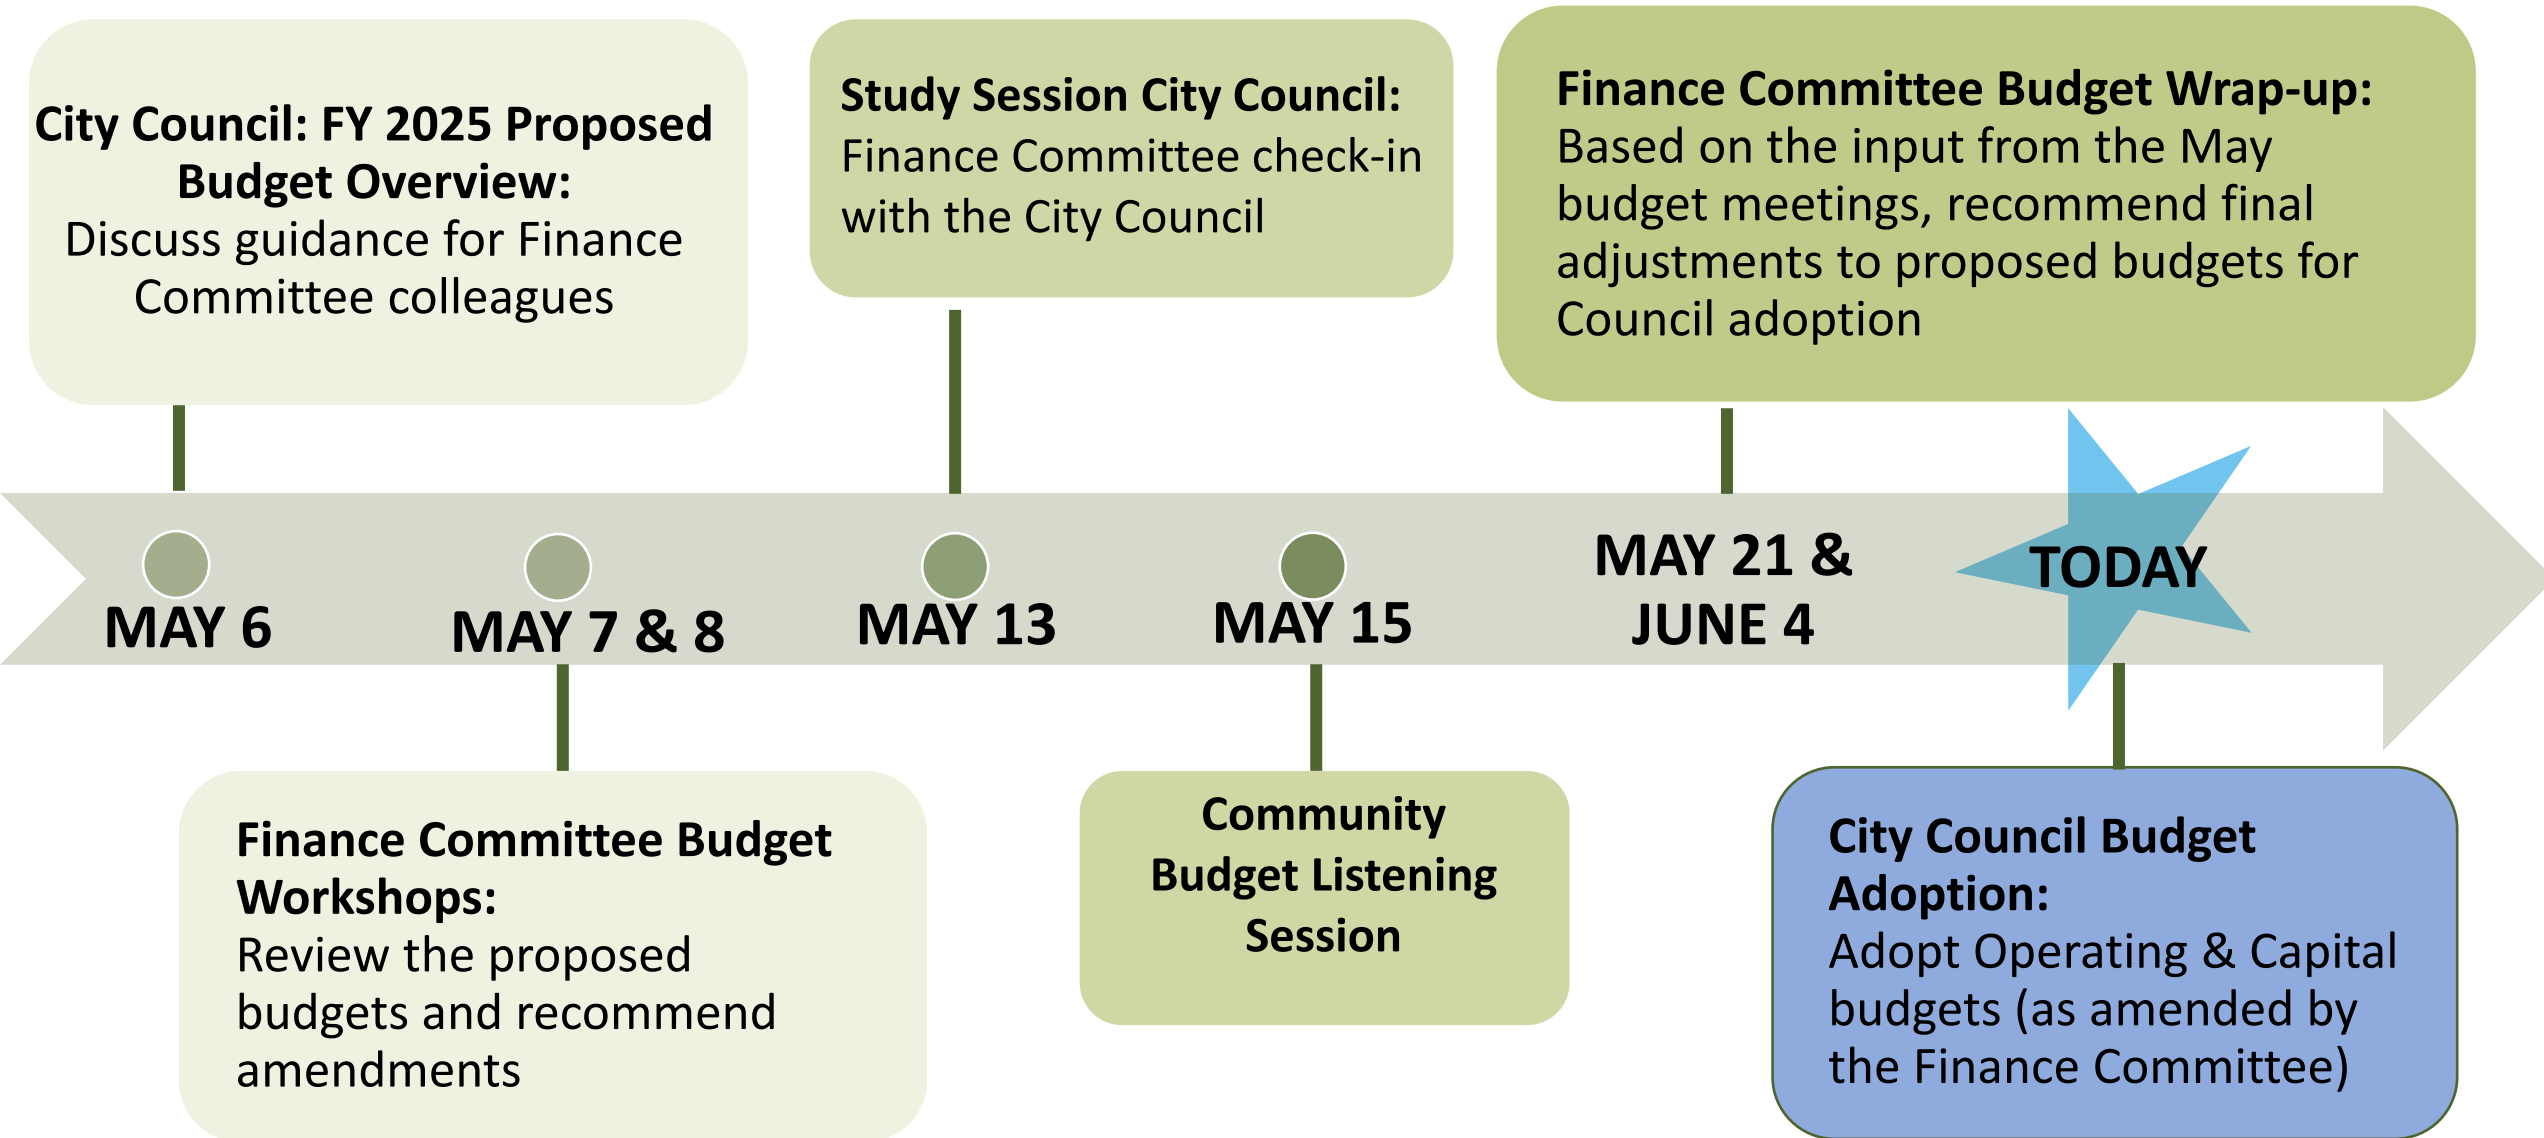 City Council: FY 2025 Proposed
Budget Overview:
Discuss guidance for Finance
Committee colleagues
Study Session City Council:
Finance Committee check-in
with the City Council
Finance Committee Budget Wrap-up:
Based on the input from the May
budget meetings, recommend final
adjustments to proposed budgets for
Council adoption
MAY 6
MAY 7 & 8
MAY 13
MAY 15
MAY 21 &
JUNE 4
TODAY
Finance Committee Budget
Workshops:
Review the proposed
budgets and recommend
amendments
Community
Budget Listening
Session
City Council Budget
Adoption:
Adopt Operating & Capital
budgets (as amended by
the Finance Committee)